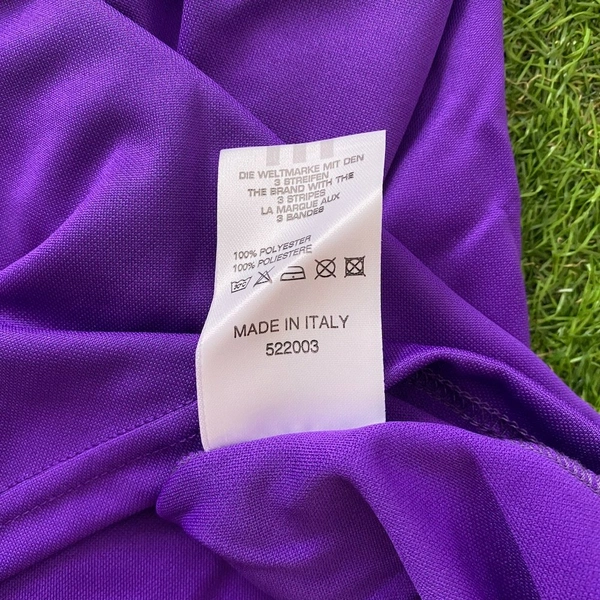 DIE WELTMARKE MIT DEN
3 STREIFEN
THE BRAND WITH THE
3 STRIPES
LA MARQUE AUX
3 BANDES
100% POLYESTER
100% POLIESTERE
MADE IN ITALY
522003